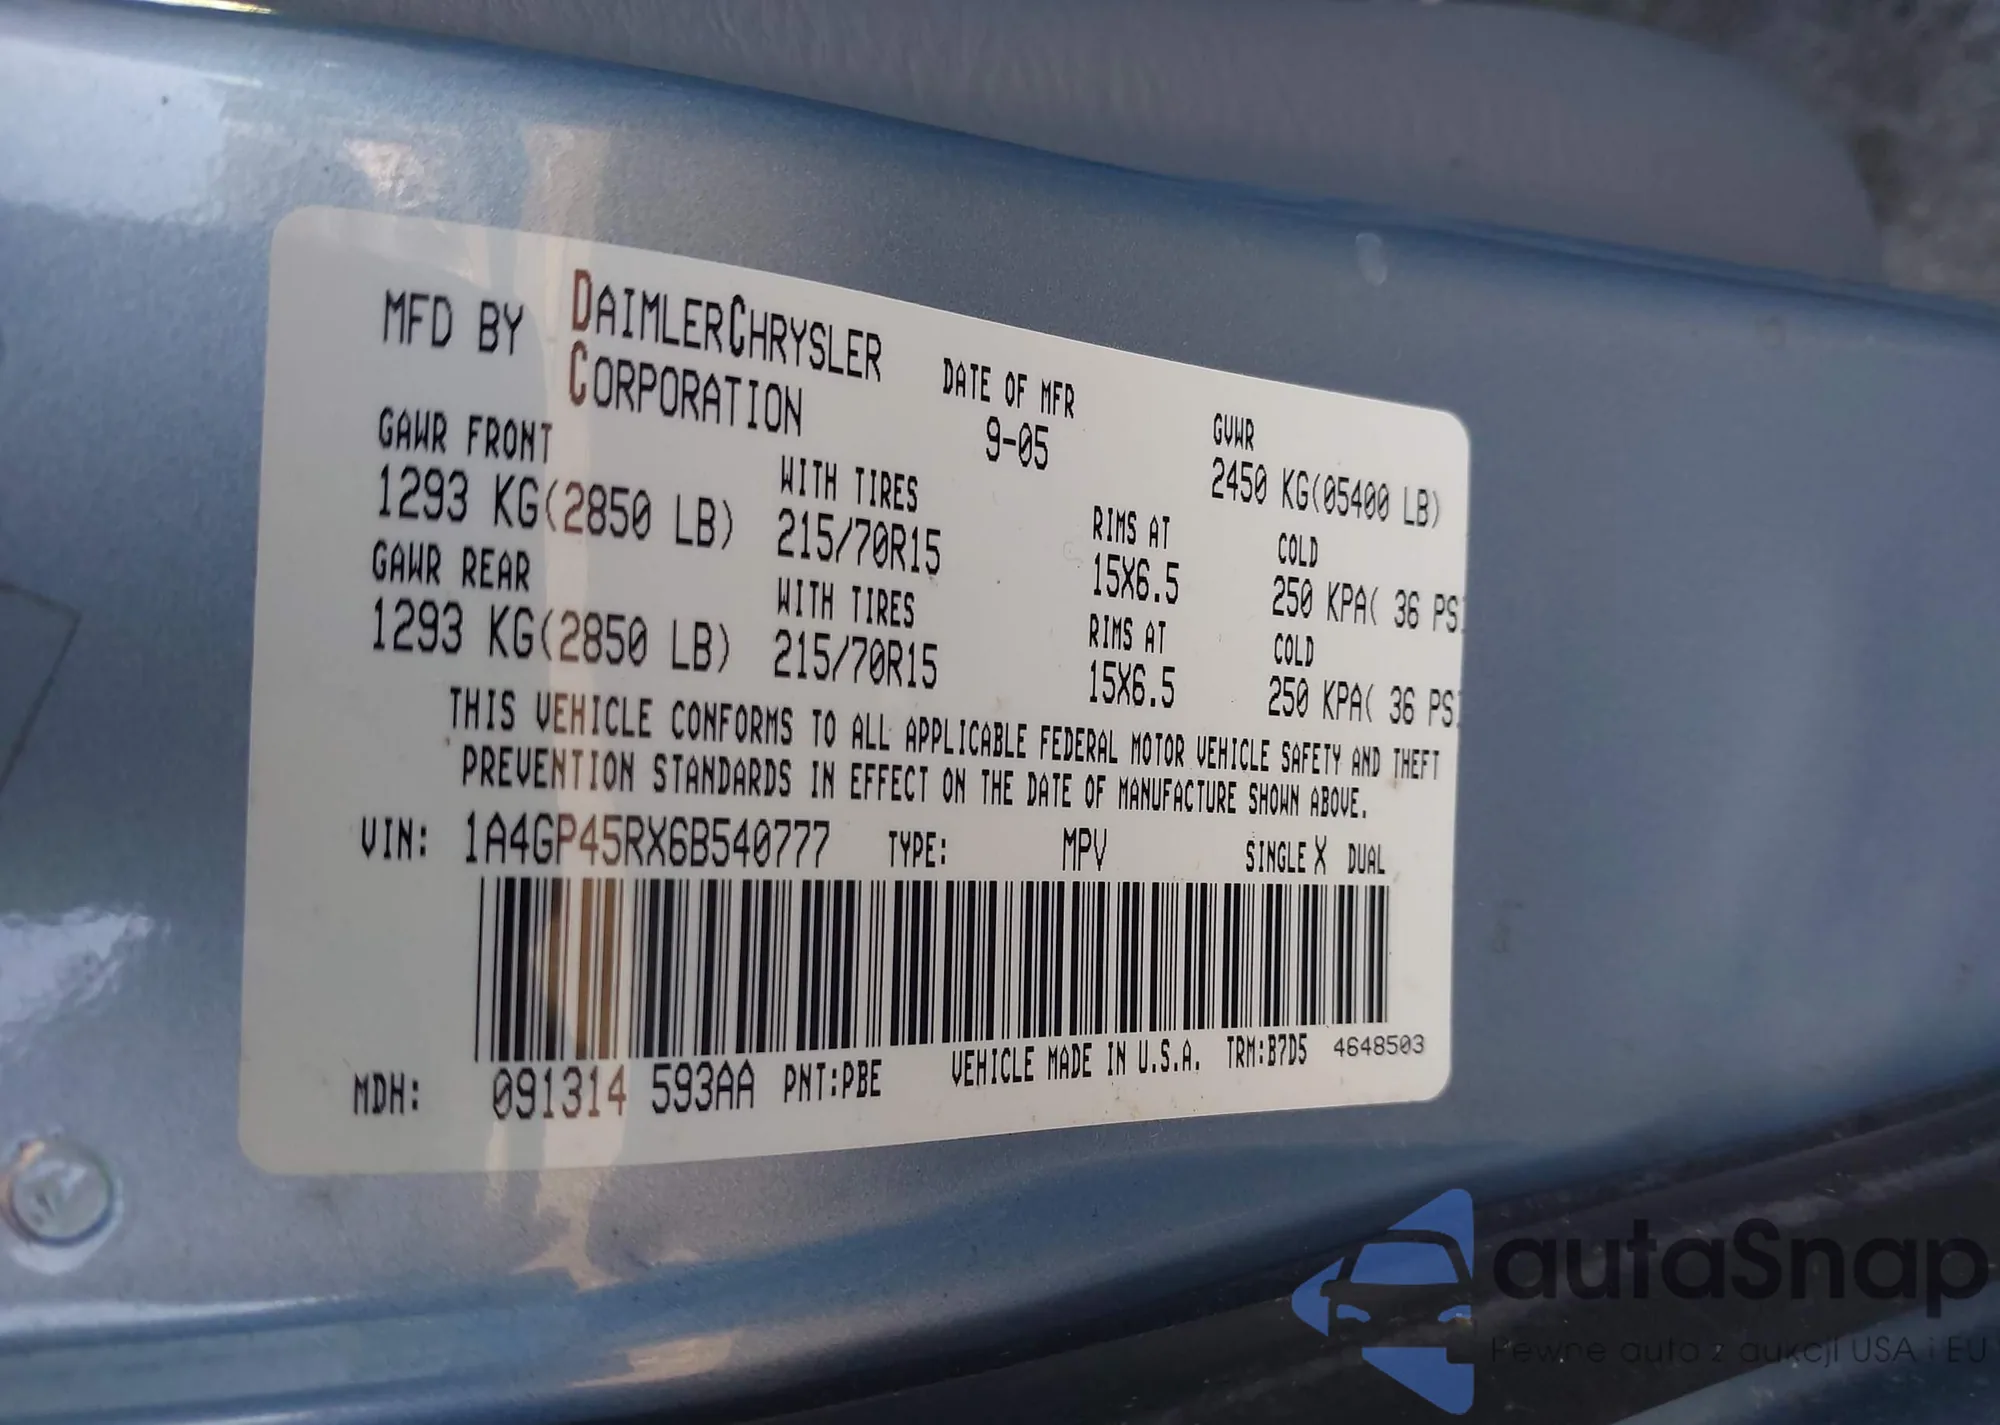 MFD BY DAIMLERCHRYSLER CORPORATION
DATE OF MFR 9-05
GVWR 2450 KG(05400 LB)
GAWR FRONT WITH TIRES RIMS AT COLD
1293 KG(2850 LB) 215/70R15 15X6.5 250 KPA( 36 PSI
GAWR REAR WITH TIRES RIMS AT COLD
1293 KG(2850 LB) 215/70R15 15X6.5 250 KPA( 36 PSI
THIS VEHICLE CONFORMS TO ALL APPLICABLE FEDERAL MOTOR VEHICLE SAFETY AND THEFT
PREVENTION STANDARDS IN EFFECT ON THE DATE OF MANUFACTURE SHOWN ABOVE.
VIN: 1A4GP45RX6B540777 TYPE: MPV SINGLE X DUAL
MDH: 091314 593AA PNT:PBE VEHICLE MADE IN U.S.A. TRM:B7D5 4648503
autaSnap
Pewne auto z aukcji USA i EU